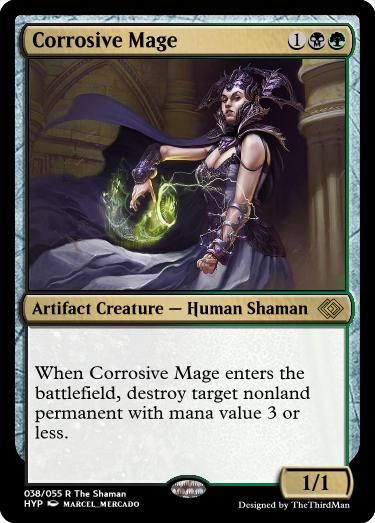 Corrosive Mage 1
Artifact Creature — Human Shaman
When Corrosive Mage enters the
battlefield, destroy target nonland
permanent with mana value 3 or
less.
1/1
038/055 R The Shaman
HYP MARCEL_MERCADO
Designed by TheThirdMan